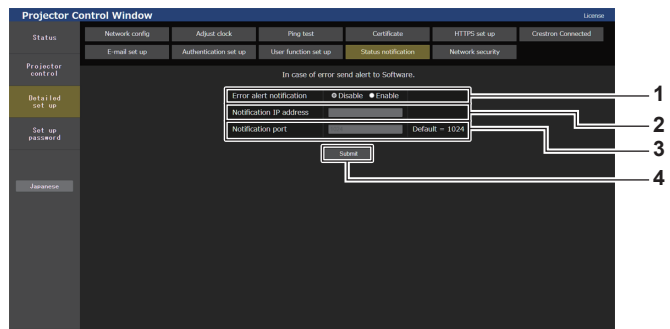 Projector Control Window
License
Status
Network config
Adjust clock
Ping test
Certificate
HTTPS set up
Crestron Connected
E-mail set up
Authentication set up
User function set up
Status notification
Network security
Projector
control
Detailed
set up
Set up
password
Japanese
In case of error send alert to Software.
Error alert notification
Disable
Enable
Notification IP address
Notification port
Default = 1024
Submit
1
2
3
4